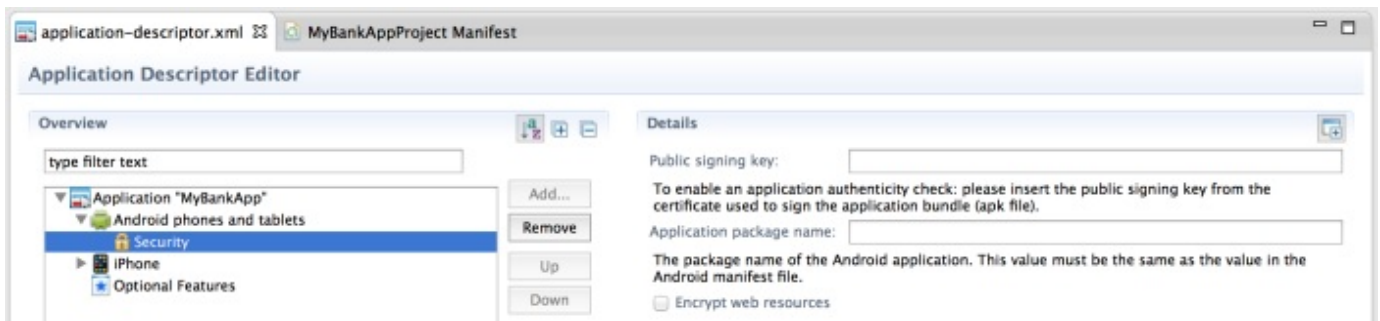 application-descriptor.xml
MyBankAppProject Manifest
Application Descriptor Editor
Overview
type filter text
Application "MyBankApp"
Android phones and tablets
Security
iPhone
Optional Features
Add...
Remove
Up
Down
Details
Public signing key:
To enable an application authenticity check: please insert the public signing key from the
certificate used to sign the application bundle (apk file).
Application package name:
The package name of the Android application. This value must be the same as the value in the
Android manifest file.
Encrypt web resources